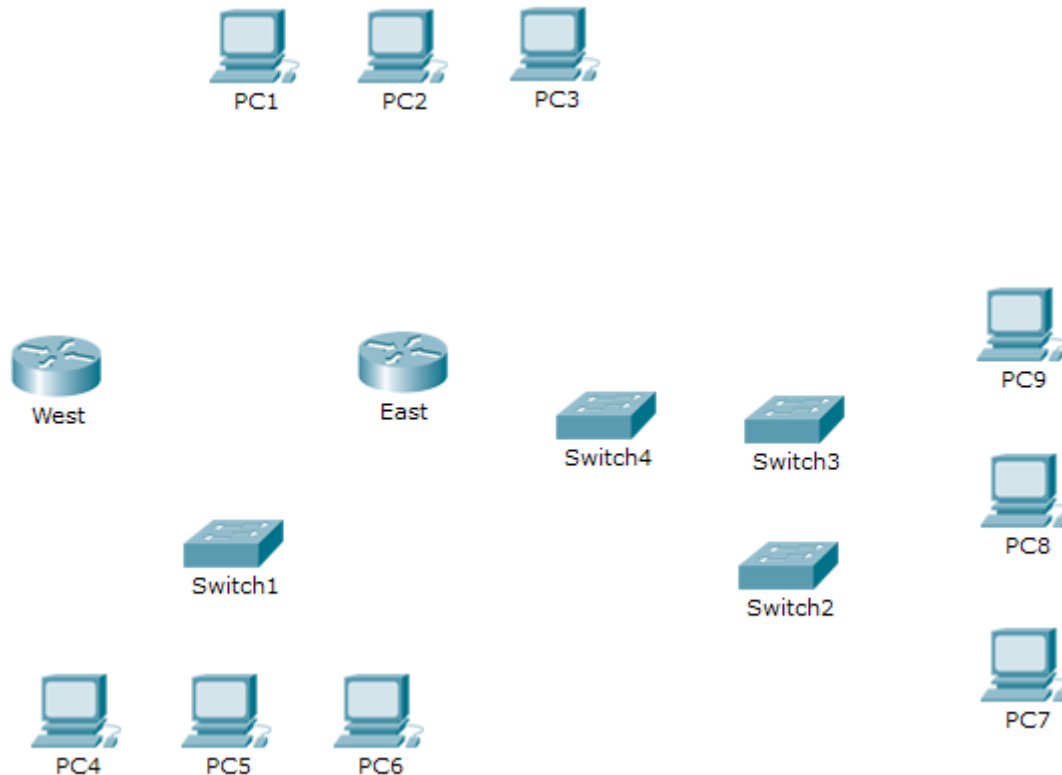 PC1 PC2 PC3
PC9
West East
Switch4 Switch3
PC8
Switch1
Switch2
PC7
PC4 PC5 PC6